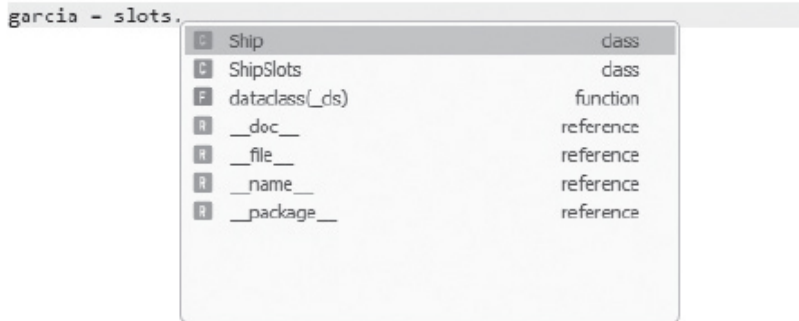 garcia = slots.
C Ship class
C ShipSlots class
F dataclass(_ds) function
R __doc__ reference
R __file__ reference
R __name__ reference
R __package__ reference